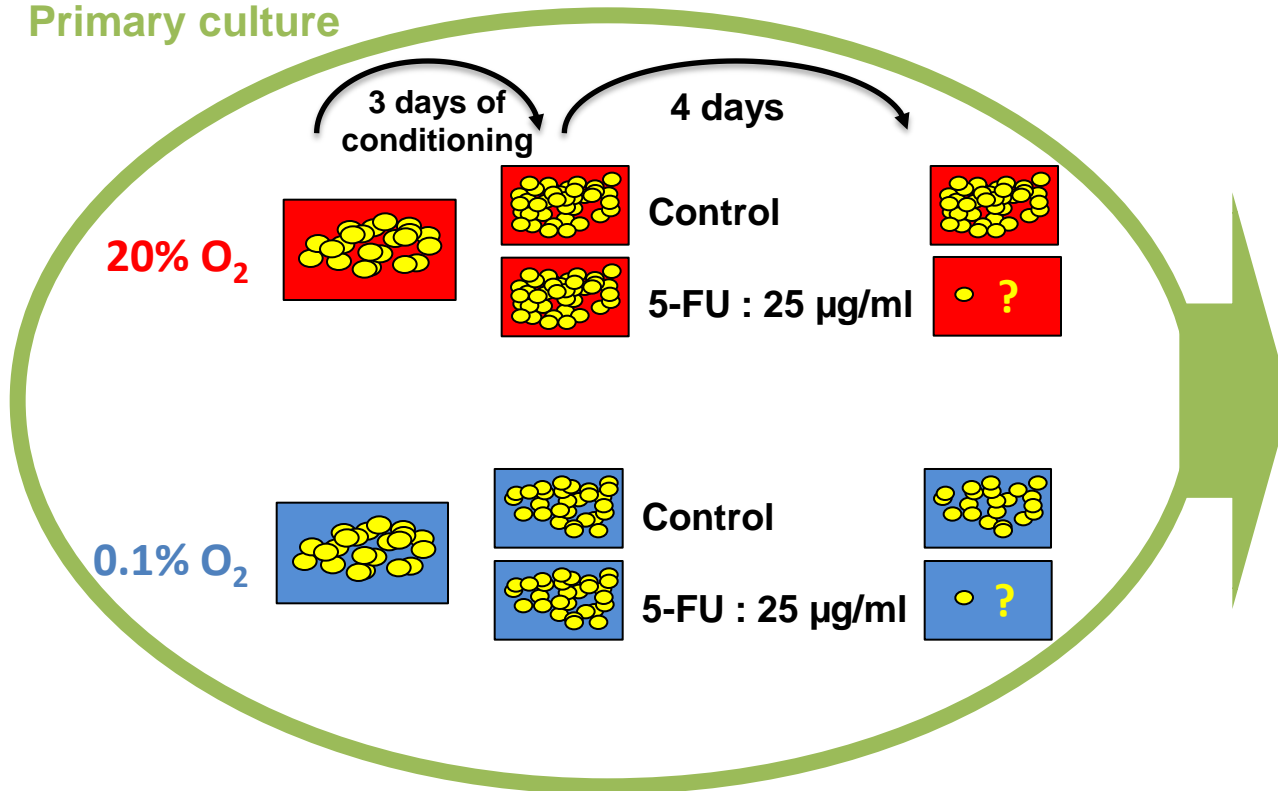 Primary culture
3 days of
conditioning
4 days
20% O₂
Control
5-FU : 25 µg/ml
?
0.1% O₂
Control
5-FU : 25 µg/ml
?